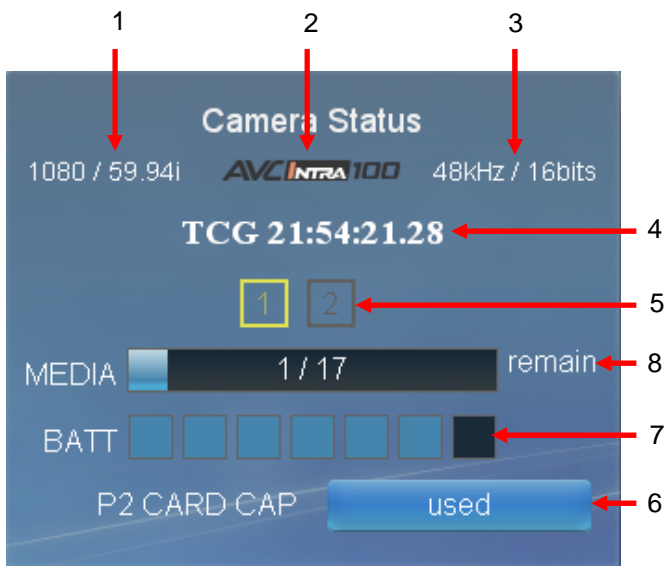 1 2 3
Camera Status
1080 / 59.94i AVC INTRA 100 48kHz / 16bits
TCG 21:54:21.28 4
1 2 5
MEDIA 1 / 17 remain 8
BATT 7
P2 CARD CAP used 6